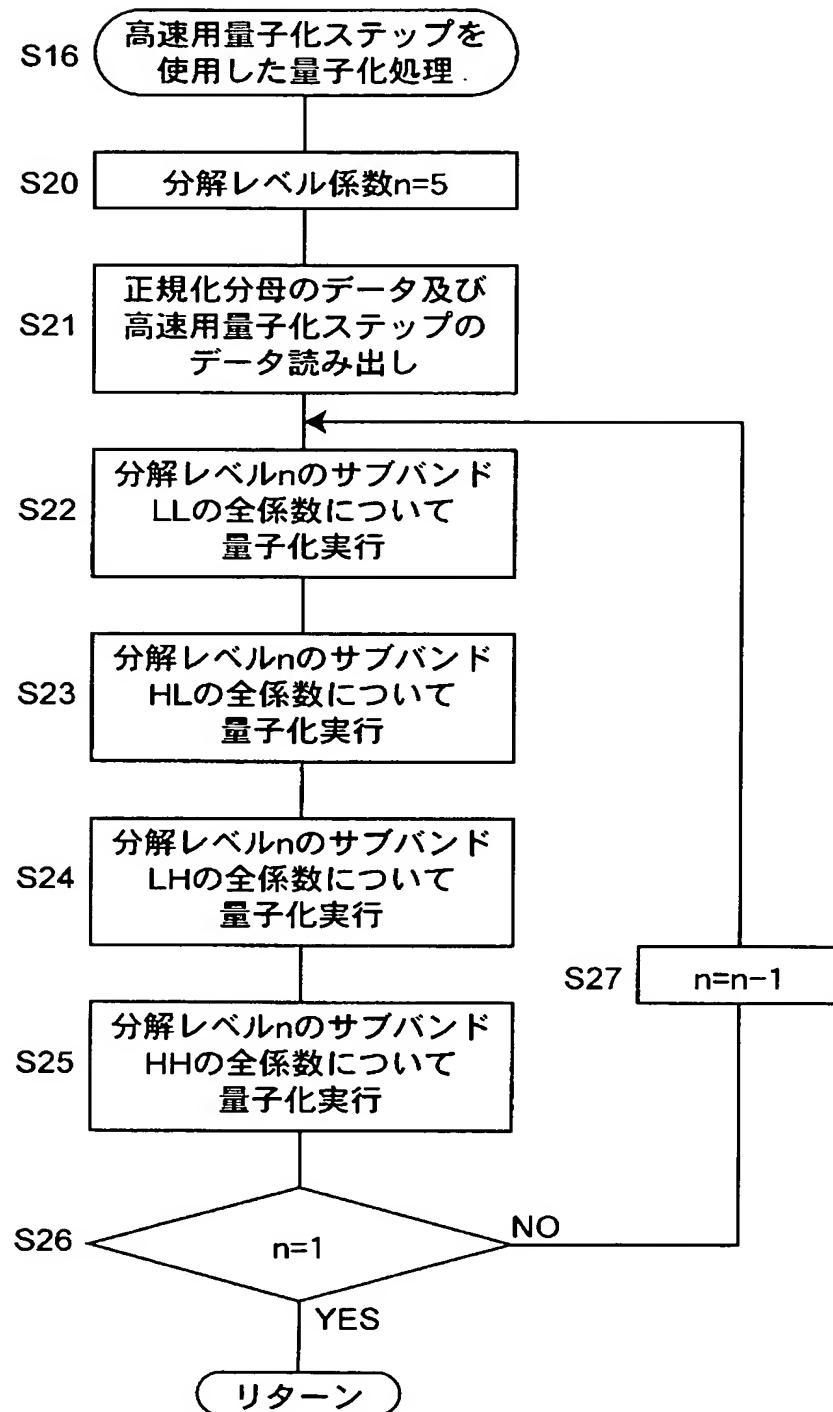 S16
高速用量子化ステップを
使用した量子化処理
S20
分解レベル係数n=5
S21
正規化分母のデータ及び
高速用量子化ステップの
データ読み出し
S22
分解レベルnのサブバンド
LLの全係数について
量子化実行
S23
分解レベルnのサブバンド
HLの全係数について
量子化実行
S24
分解レベルnのサブバンド
LHの全係数について
量子化実行
S27
n=n-1
S25
分解レベルnのサブバンド
HHの全係数について
量子化実行
S26
n=1
NO
YES
リターン